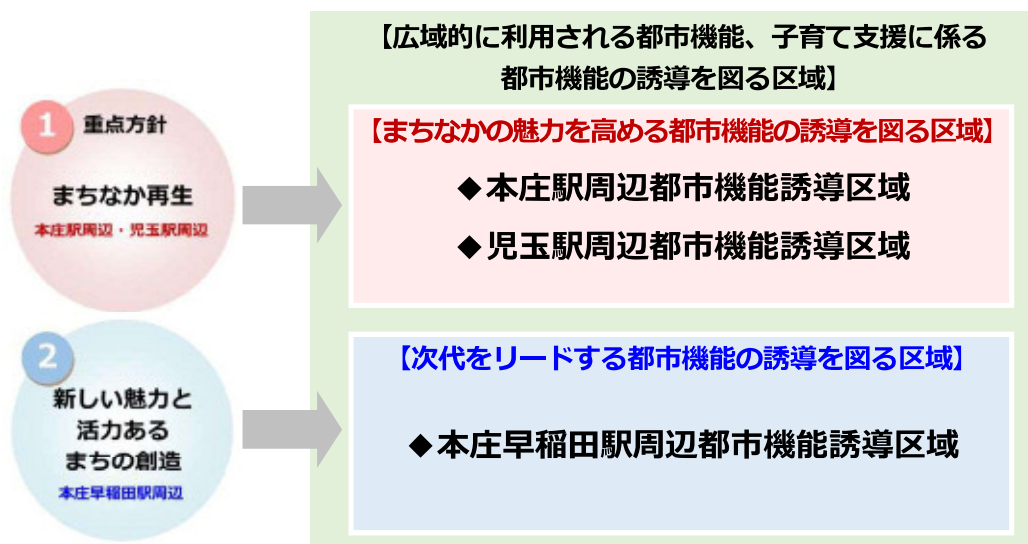 【広域的に利用される都市機能、子育て支援に係る
都市機能の誘導を図る区域】
1
重点方針
まちなか再生
本庄駅周辺・児玉駅周辺
【まちなかの魅力を高める都市機能の誘導を図る区域】
◆本庄駅周辺都市機能誘導区域
◆児玉駅周辺都市機能誘導区域
2
新しい魅力と
活力ある
まちの創造
本庄早稲田駅周辺
【次代をリードする都市機能の誘導を図る区域】
◆本庄早稲田駅周辺都市機能誘導区域